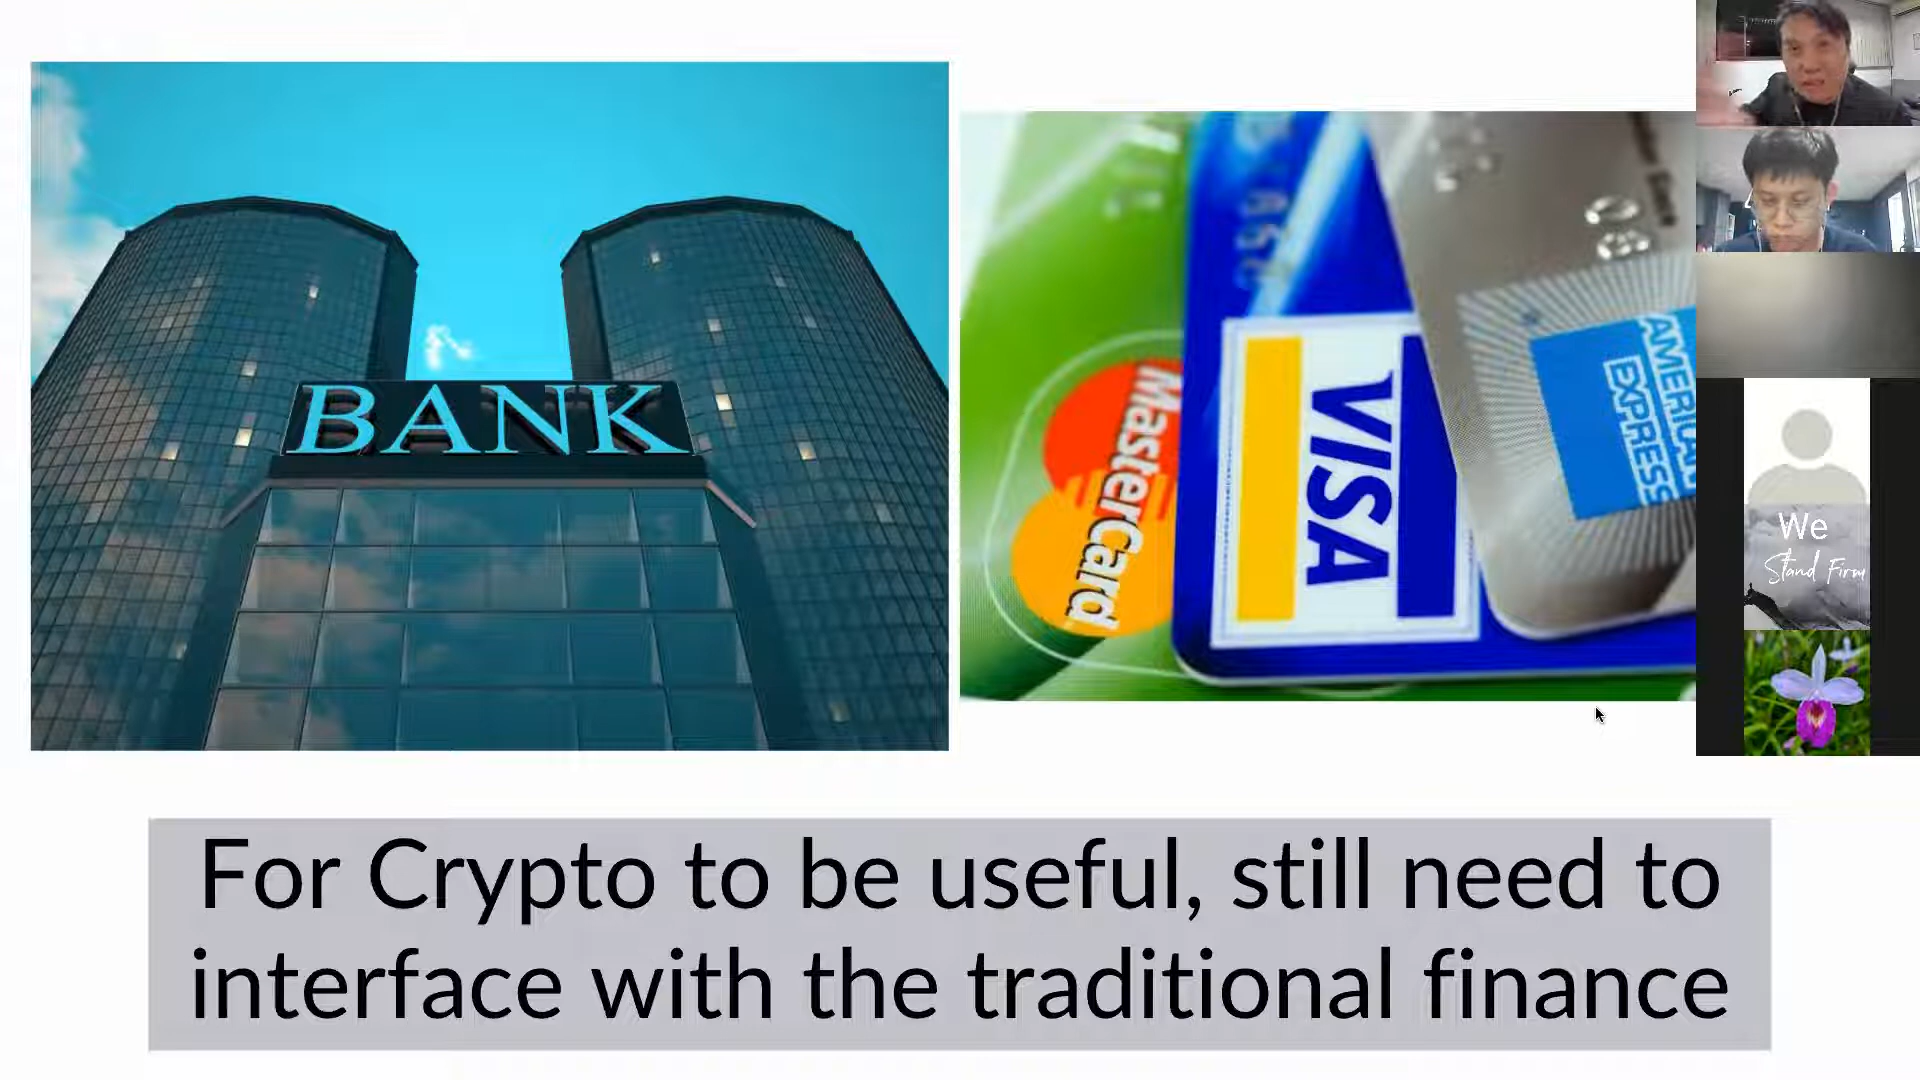 BANK
MasterCard
VISA
AMERICAN
EXPRESS
We
Stand Firm
For Crypto to be useful, still need to
interface with the traditional finance